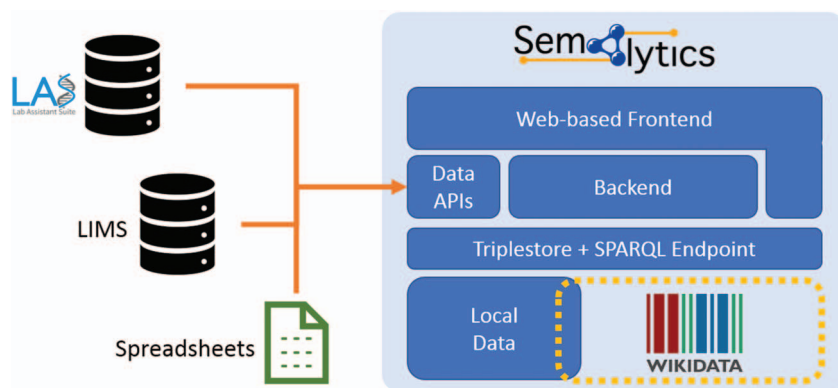 LAS
Lab Assistant Suite
LIMS
Spreadsheets
Semalytics
Web-based Frontend
Data
APIs
Backend
Triplestore + SPARQL Endpoint
Local
Data
WIKIDATA